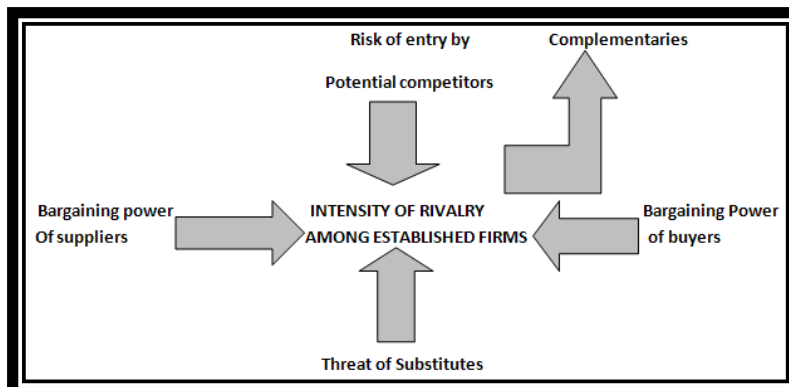 Risk of entry by
Potential competitors
Complementaries
Bargaining power
Of suppliers
INTENSITY OF RIVALRY
AMONG ESTABLISHED FIRMS
Bargaining Power
of buyers
Threat of Substitutes